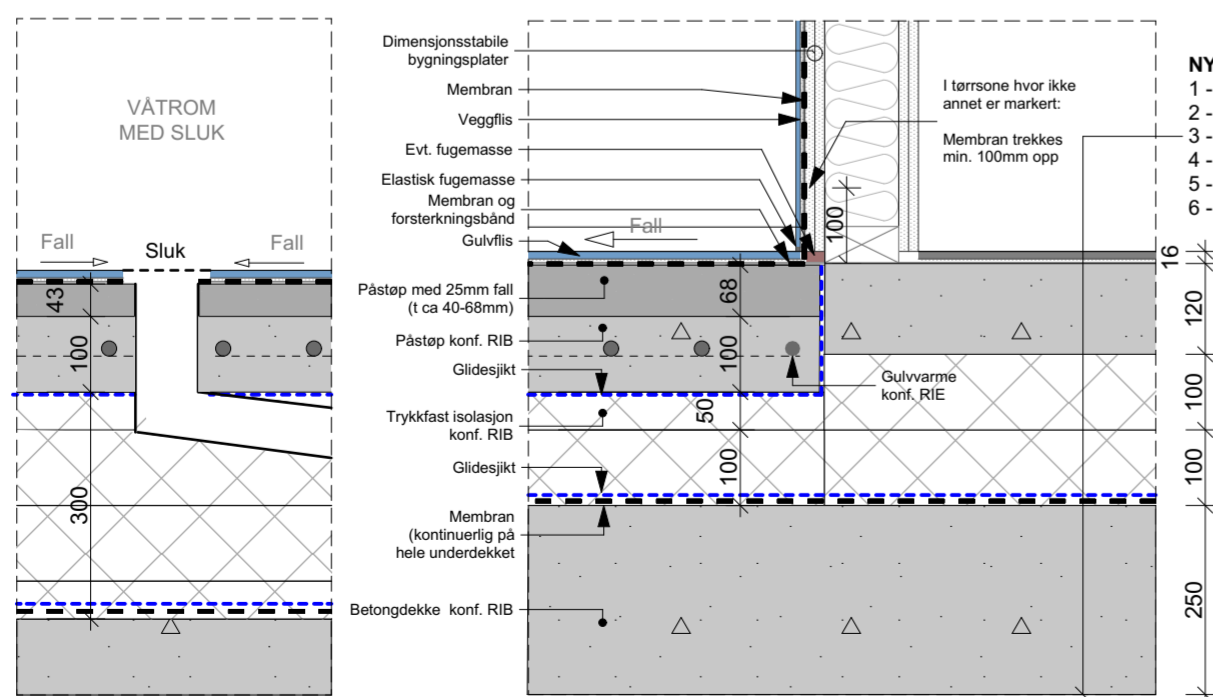 VÅTROM
MED SLUK
Fall
Sluk
Fall
43
100
300
Dimensjonsstabile
bygningsplater
Membran
Veggflis
Evt. fugemasse
Elastisk fugemasse
Membran og
forsterkningsbånd
Gulvflis
Påstøp med 25mm fall
(t ca 40-68mm)
Påstøp konf. RIB
Glidesjikt
Trykkfast isolasjon
konf. RIB
Glidesjikt
Membran
(kontinuerlig på
hele underdekket
Betongdekke konf. RIB
Fall
68
100
50
100
I tørrsone hvor ikke
annet er markert:
Membran trekkes
min. 100mm opp
100
Gulvvarme
konf. RIE
NY
1 -
2 -
3 -
4 -
5 -
6 -
16
120
100
100
250